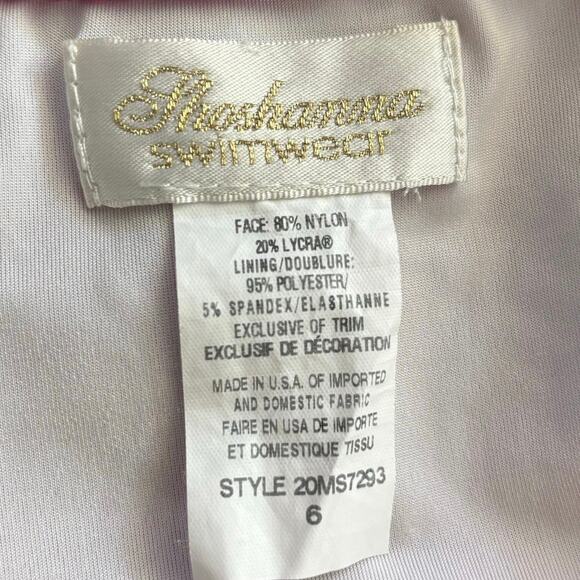 Shoshanna
swimwear
FACE: 80% NYLON
20% LYCRA®
LINING/DOUBLURE:
95% POLYESTER/
5% SPANDEX/ELASTHANNE
EXCLUSIVE OF TRIM
EXCLUSIF DE DÉCORATION
MADE IN U.S.A. OF IMPORTED
AND DOMESTIC FABRIC
FAIRE EN USA DE IMPORTE
ET DOMESTIQUE TISSU
STYLE 20MS7293
6